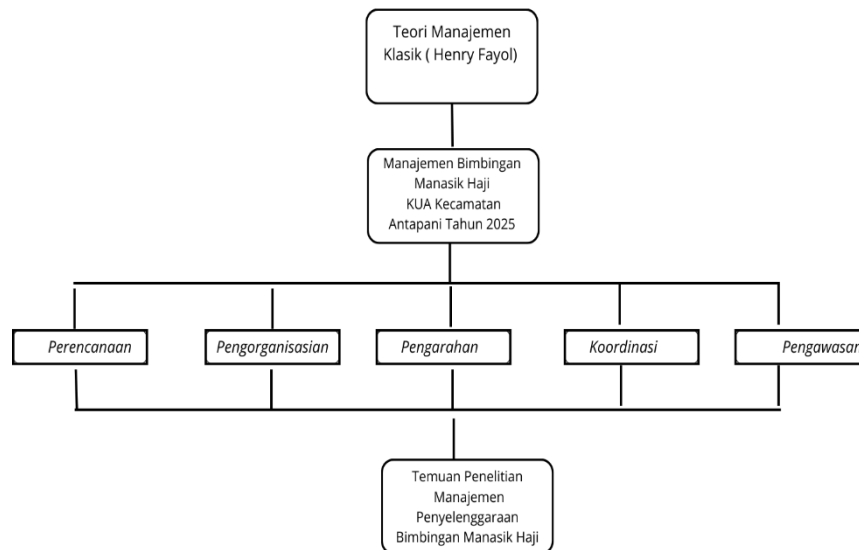 Teori Manajemen
Klasik ( Henry Fayol)
Manajemen Bimbingan
Manasik Haji
KUA Kecamatan
Antapani Tahun 2025
Perencanaan
Pengorganisasian
Pengarahan
Koordinasi
Pengawasan
Temuan Penelitian
Manajemen
Penyelenggaraan
Bimbingan Manasik Haji